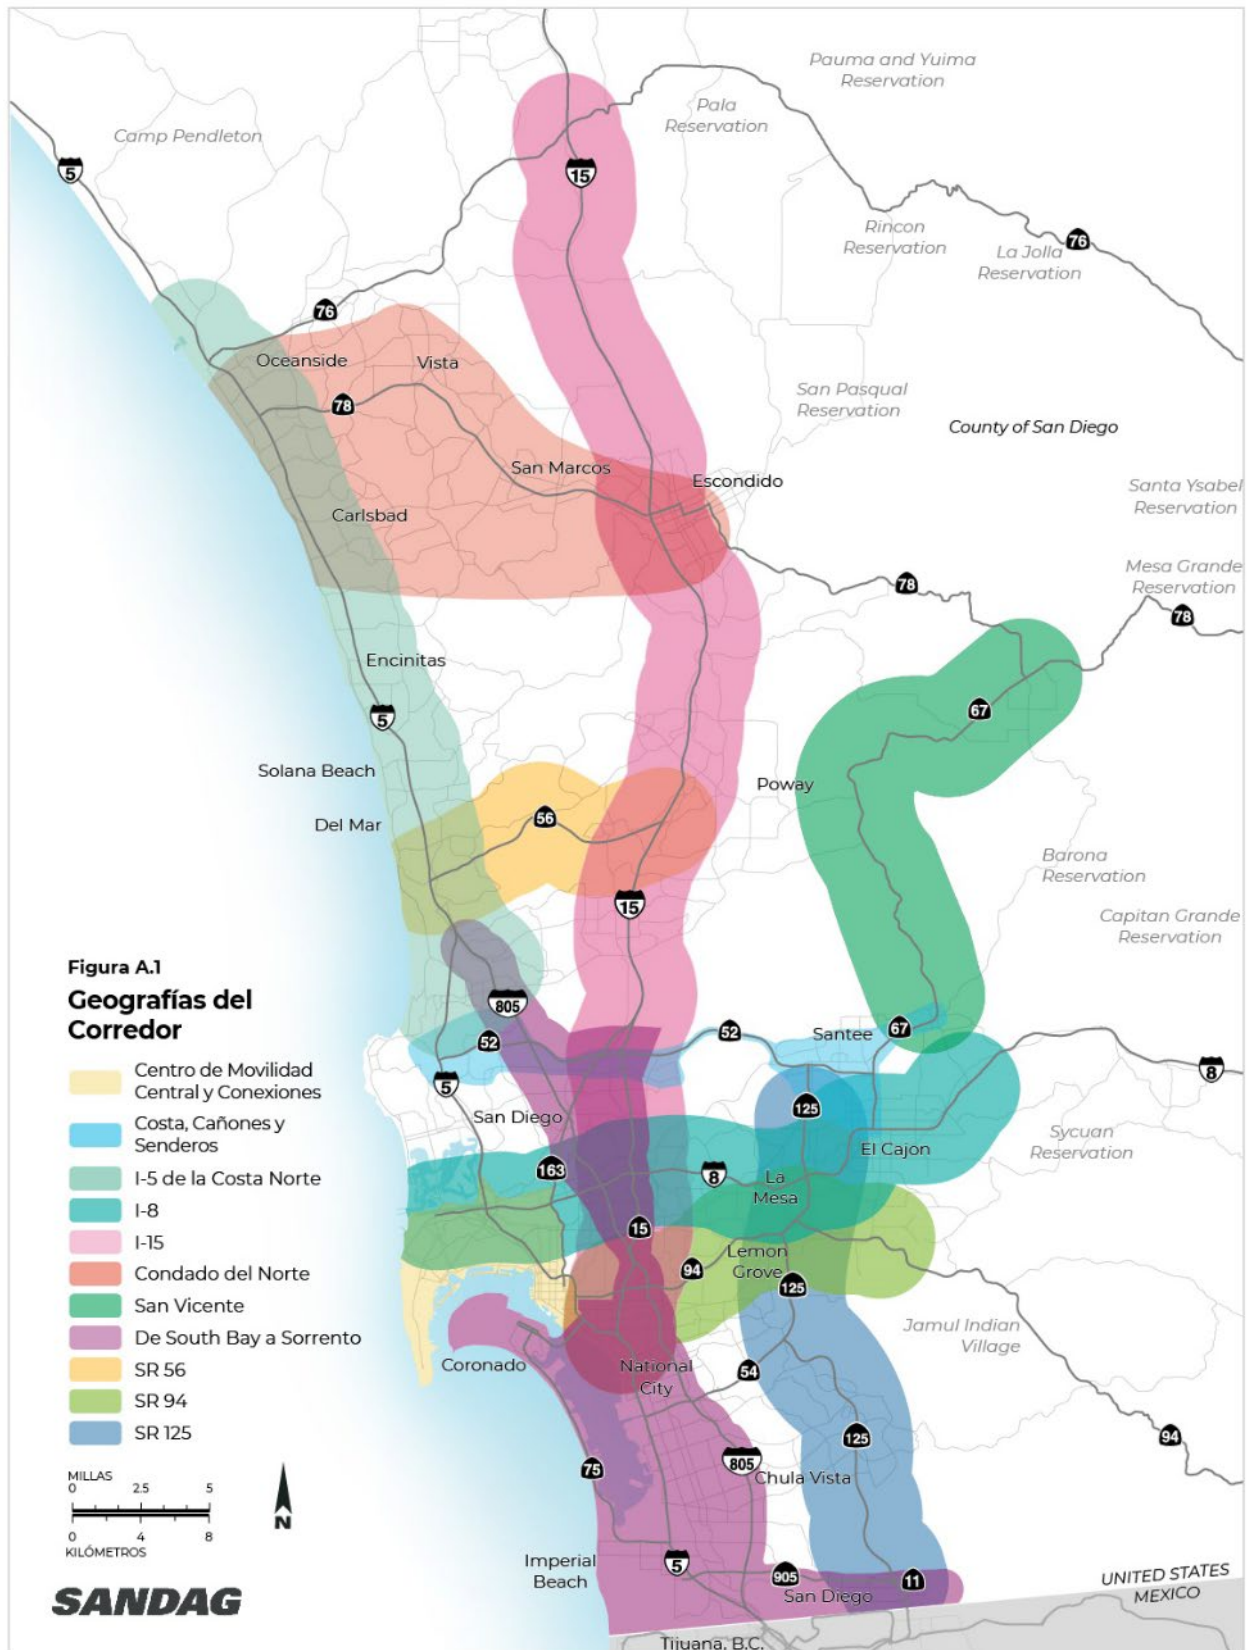 Pauma and Yuima
Reservation
Pala
Reservation
Camp Pendleton
5
15
Rincon
Reservation
76
La Jolla
Reservation
76
Oceanside
Vista
San Pasqual
Reservation
78
County of San Diego
San Marcos
Escondido
Santa Ysabel
Reservation
Carlsbad
Mesa Grande
Reservation
78
78
Encinitas
67
5
Solana Beach
Poway
Del Mar
56
Barona
Reservation
15
Capitan Grande
Reservation
805
52
52
Santee
67
5
8
San Diego
125
Sycuan
Reservation
El Cajon
163
8
La
Mesa
15
Lemon
Grove
94
125
Jamul Indian
Village
Coronado
National
City
54
125
94
75
805
Chula Vista
Imperial
Beach
5
905
11
San Diego
UNITED STATES
MEXICO
Tijuana, B.C.
Figura A.1
Geografías del
Corredor
Centro de Movilidad
Central y Conexiones
Costa, Cañones y
Senderos
I-5 de la Costa Norte
I-8
I-15
Condado del Norte
San Vicente
De South Bay a Sorrento
SR 56
SR 94
SR 125
MILLAS
0 2.5 5
0 4 8
KILÓMETROS
N
SANDAG